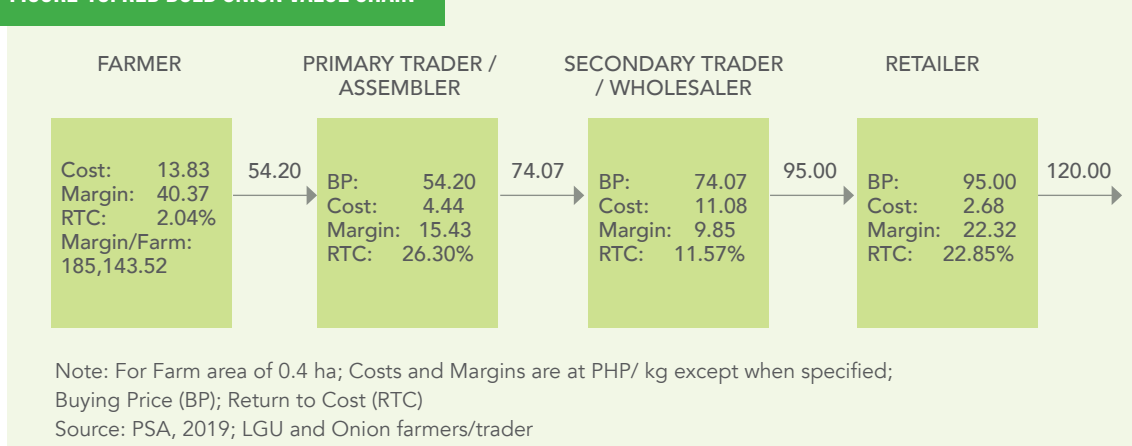 FARMER
PRIMARY TRADER /
ASSEMBLER
SECONDARY TRADER
/ WHOLESALER
RETAILER
Cost: 13.83
Margin: 40.37
RTC: 2.04%
Margin/Farm:
185,143.52
54.20
BP: 54.20
Cost: 4.44
Margin: 15.43
RTC: 26.30%
74.07
BP: 74.07
Cost: 11.08
Margin: 9.85
RTC: 11.57%
95.00
BP: 95.00
Cost: 2.68
Margin: 22.32
RTC: 22.85%
120.00
Note: For Farm area of 0.4 ha; Costs and Margins are at PHP/ kg except when specified;
Buying Price (BP); Return to Cost (RTC)
Source: PSA, 2019; LGU and Onion farmers/trader